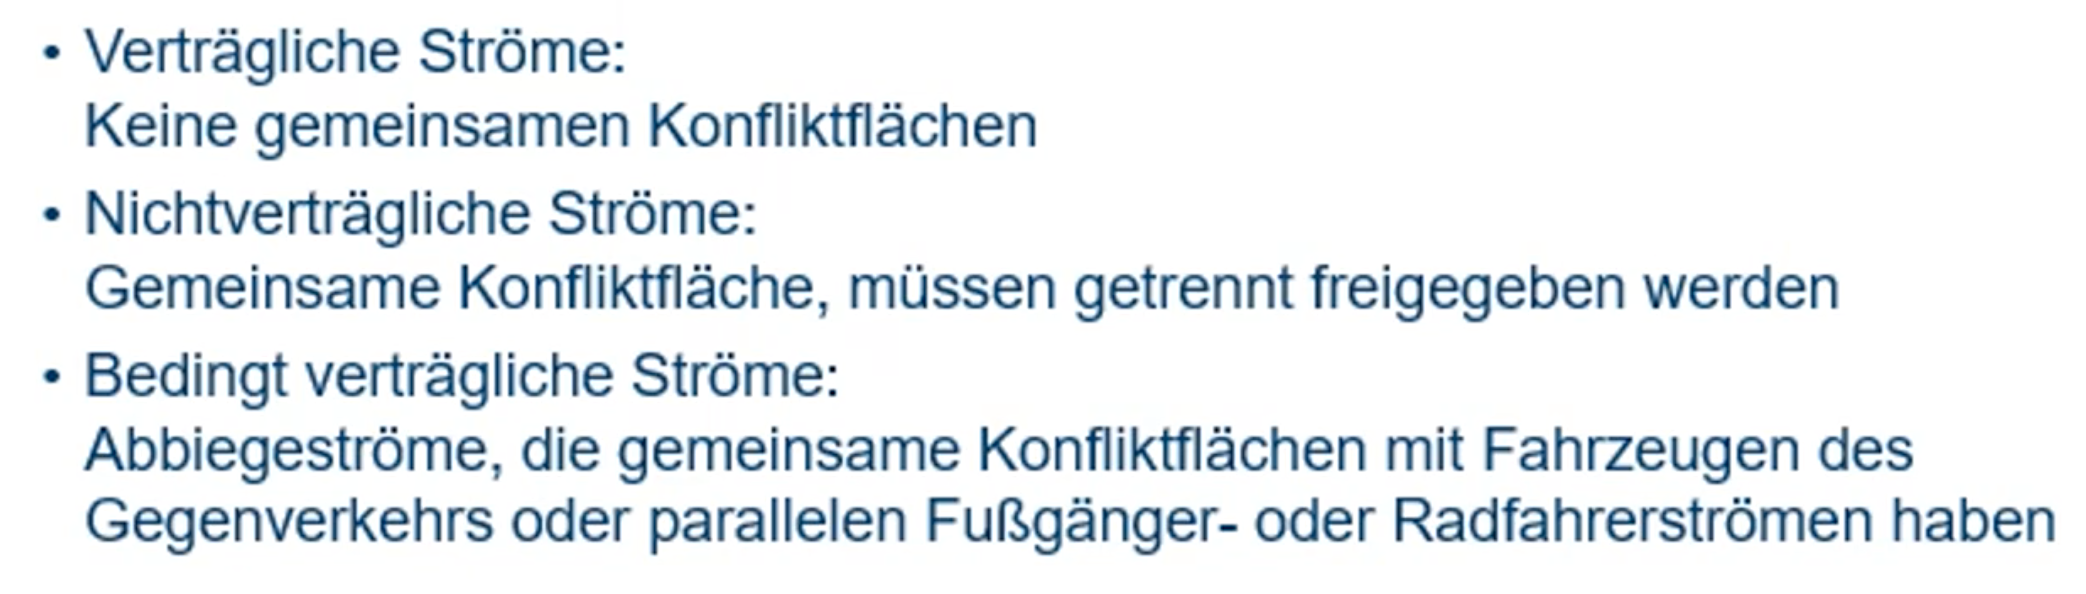 • Verträgliche Ströme:
Keine gemeinsamen Konfliktflächen
• Nichtverträgliche Ströme:
Gemeinsame Konfliktfläche, müssen getrennt freigegeben werden
• Bedingt verträgliche Ströme:
Abbiegeströme, die gemeinsame Konfliktflächen mit Fahrzeugen des
Gegenverkehrs oder parallelen Fußgänger- oder Radfahrerströmen haben